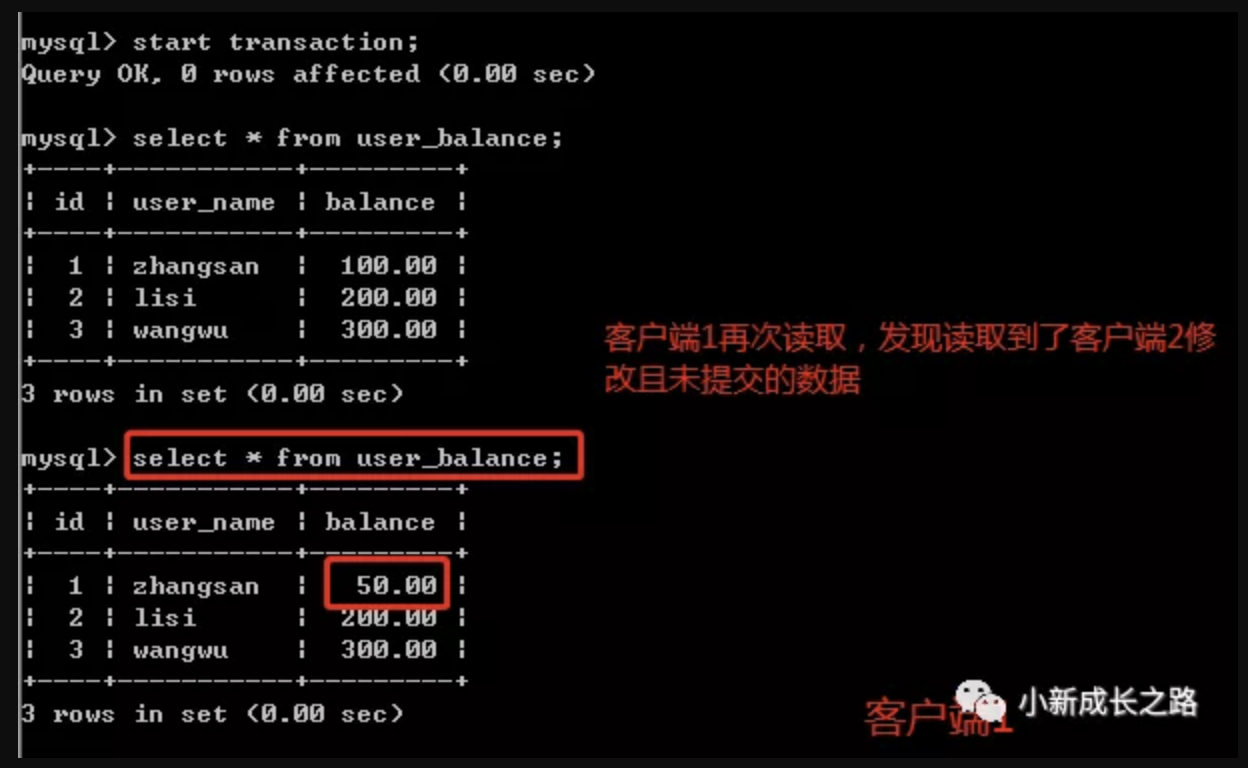 mysql> start transaction;
Query OK, 0 rows affected (0.00 sec)
mysql> select * from user_balance;
+----+-----------+---------+
| id | user_name | balance |
+----+-----------+---------+
| 1 | zhangsan | 100.00 |
| 2 | lisi | 200.00 |
| 3 | wangwu | 300.00 |
+----+-----------+---------+
3 rows in set (0.00 sec)
客户端1再次读取，发现读取到了客户端2修
改且未提交的数据
mysql> select * from user_balance;
+----+-----------+---------+
| id | user_name | balance |
+----+-----------+---------+
| 1 | zhangsan | 50.00 |
| 2 | lisi | 200.00 |
| 3 | wangwu | 300.00 |
+----+-----------+---------+
3 rows in set (0.00 sec)
客户端1
小新成长之路